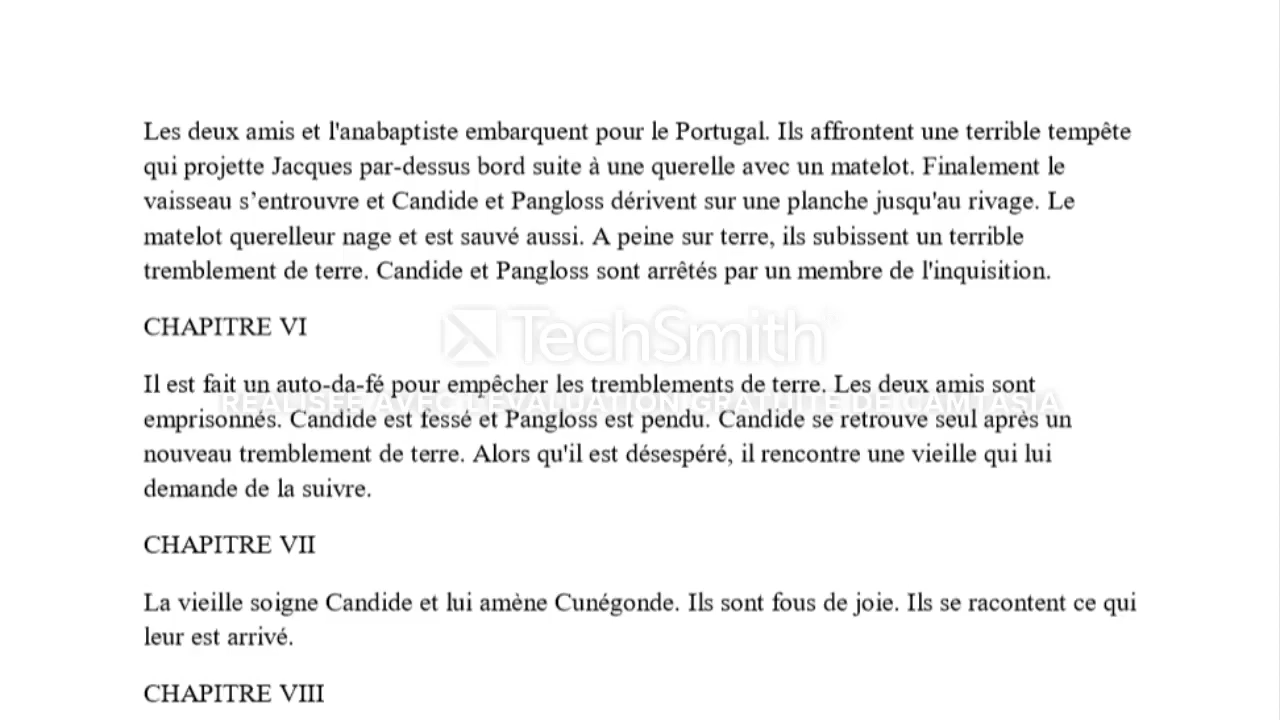 Les deux amis et l'anabaptiste embarquent pour le Portugal. Ils affrontent une terrible tempête
qui projette Jacques par-dessus bord suite à une querelle avec un matelot. Finalement le
vaisseau s’entrouvre et Candide et Pangloss dérivent sur une planche jusqu'au rivage. Le
matelot querelleur nage et est sauvé aussi. A peine sur terre, ils subissent un terrible
tremblement de terre. Candide et Pangloss sont arrêtés par un membre de l'inquisition.
CHAPITRE VI
TechSmith
Il est fait un auto-da-fé pour empêcher les tremblements de terre. Les deux amis sont
RÉALISÉE AVEC L'ÉVALUATION GRATUITE DE CAMTASIA
emprisonnés. Candide est fessé et Pangloss est pendu. Candide se retrouve seul après un
nouveau tremblement de terre. Alors qu'il est désespéré, il rencontre une vieille qui lui
demande de la suivre.
CHAPITRE VII
La vieille soigne Candide et lui amène Cunégonde. Ils sont fous de joie. Ils se racontent ce qui
leur est arrivé.
CHAPITRE VIII